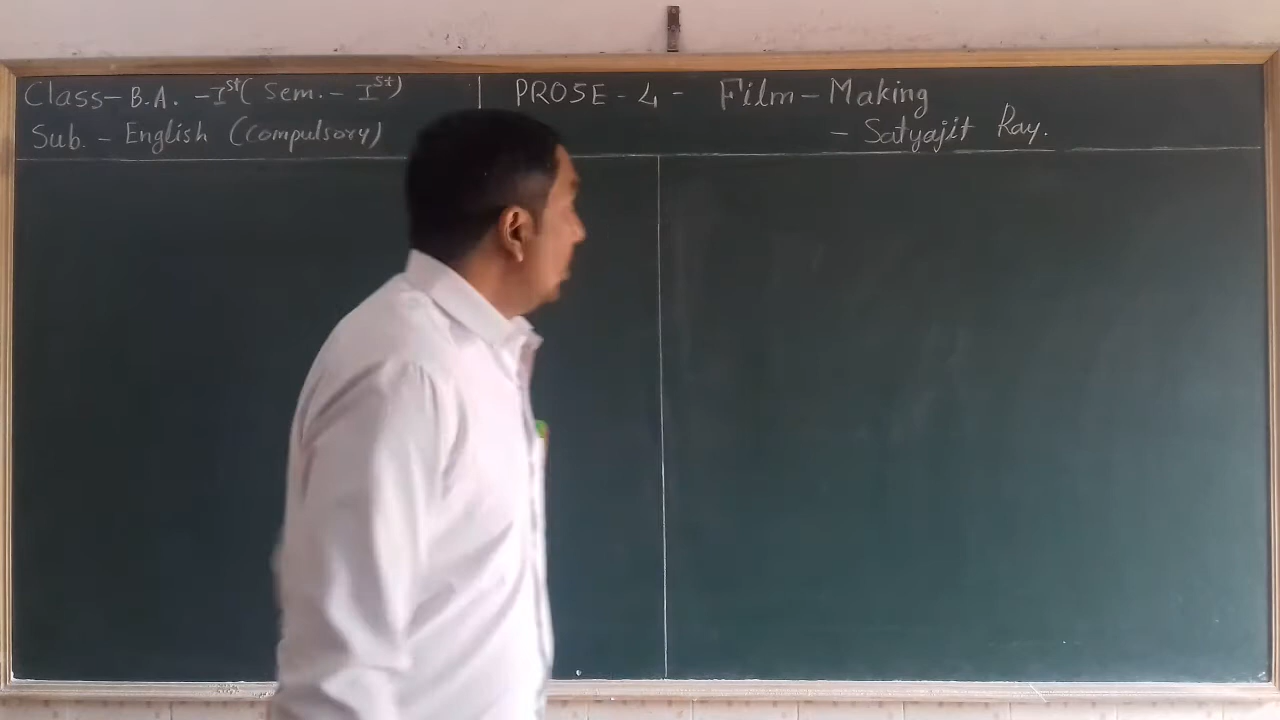 Class - B.A. - Ist ( Sem. - Ist )
Sub. - English (Compulsory)
PROSE - 4 - Film - Making
- Satyajit Ray.